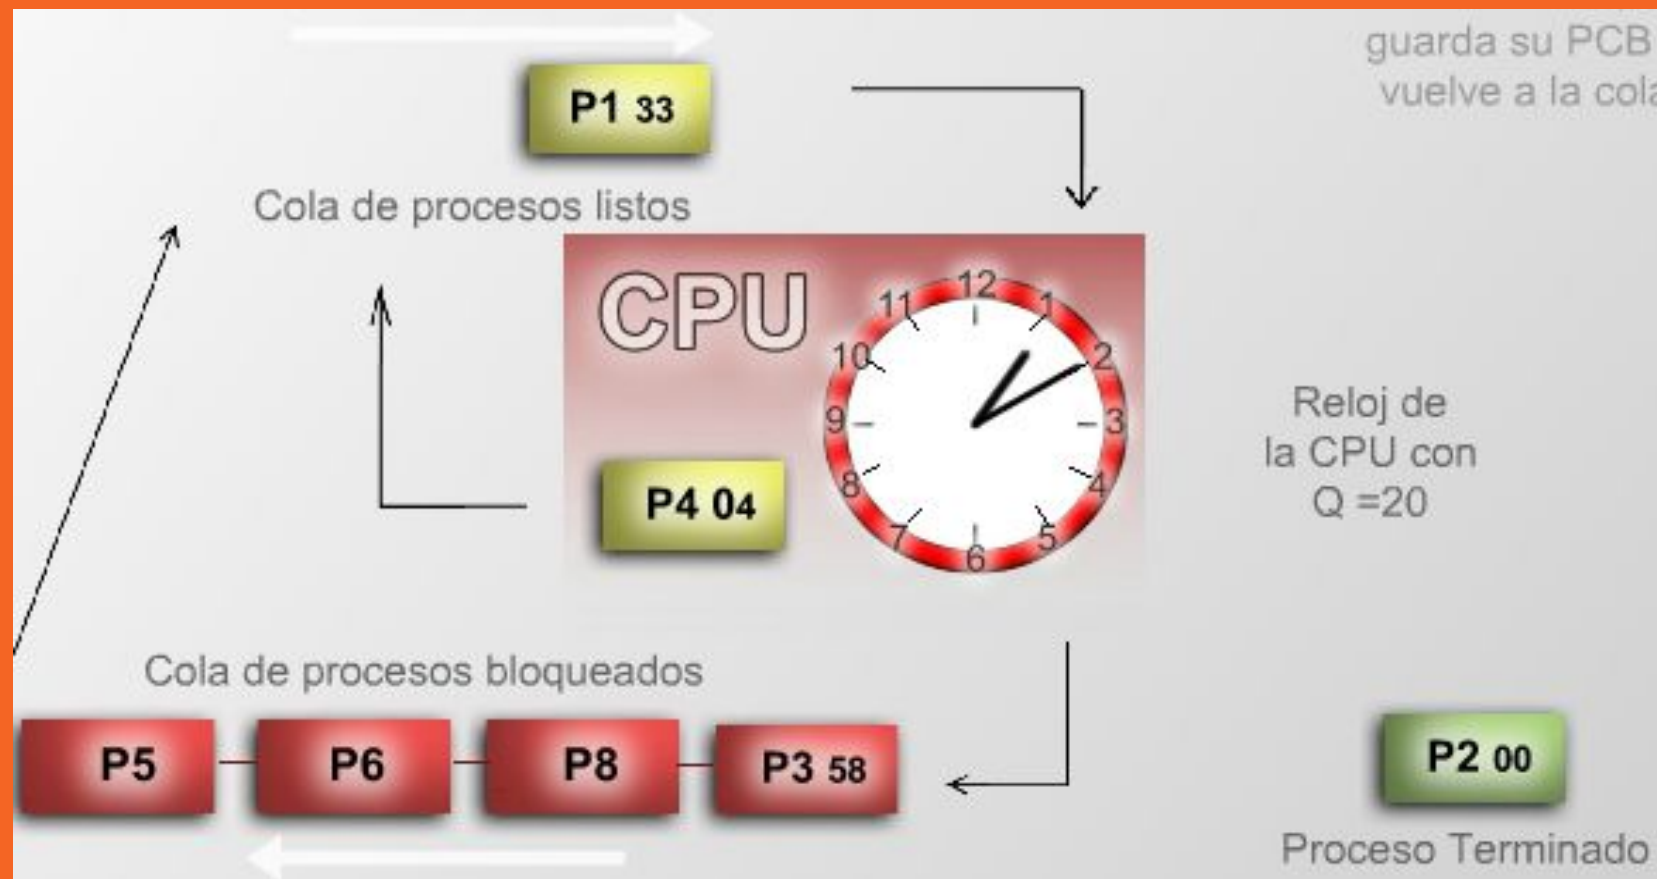 guarda su PCB
vuelve a la cola
P1 33
Cola de procesos listos
CPU
12
1
2
3
4
5
6
7
8
9
10
11
P4 04
Reloj de
la CPU con
Q =20
Cola de procesos bloqueados
P5
P6
P8
P3 58
P2 00
Proceso Terminado